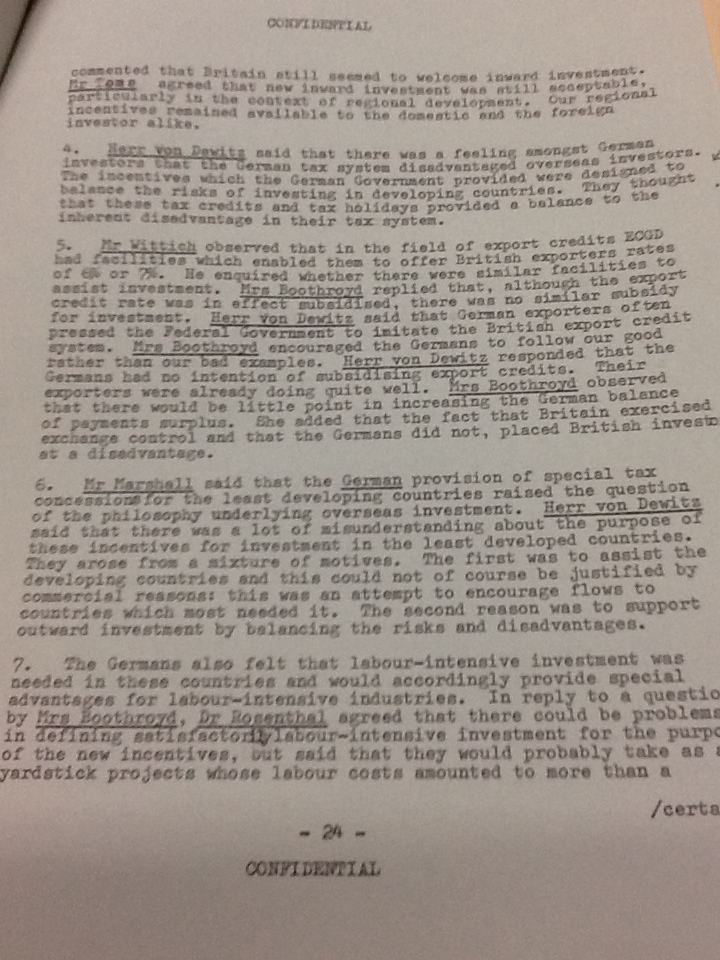 CONFIDENTIAL
commented that Britain still seemed to welcome inward investment.
Mr Tome agreed that new inward investment was still acceptable,
particularly in the context of regional development. Our regional
incentives remained available to the domestic and the foreign
investor alike.
4. Herr von Dewitz said that there was a feeling amongst German
investors that the German tax system disadvantaged overseas investors.
The incentives which the German Government provided were designed to
balance the risks of investing in developing countries. They thought
that these tax credits and tax holidays provided a balance to the
inherent disadvantage in their tax system.
5. Mr Wittich observed that in the field of export credits ECGD
had facilities which enabled them to offer British exporters rates
of 6% or 7%. He enquired whether there were similar facilities to
assist investment. Mrs Boothroyd replied that, although the export
credit rate was in effect subsidised, there was no similar subsidy
for investment. Herr von Dewitz said that German exporters often
pressed the Federal Government to imitate the British export credit
system. Mrs Boothroyd encouraged the Germans to follow our good
rather than our bad examples. Herr von Dewitz responded that the
Germans had no intention of subsidising export credits. Their
exporters were already doing quite well. Mrs Boothroyd observed
that there would be little point in increasing the German balance
of payments surplus. She added that the fact that Britain exercised
exchange control and that the Germans did not, placed British investo
at a disadvantage.
6. Mr Marshall said that the German provision of special tax
concessions for the least developing countries raised the question
of the philosophy underlying overseas investment. Herr von Dewitz
said that there was a lot of misunderstanding about the purpose of
these incentives for investment in the least developed countries.
They arose from a mixture of motives. The first was to assist the
developing countries and this could not of course be justified by
commercial reasons: this was an attempt to encourage flows to
countries which most needed it. The second reason was to support
outward investment by balancing the risks and disadvantages.
7. The Germans also felt that labour-intensive investment was
needed in these countries and would accordingly provide special
advantages for labour-intensive industries. In reply to a questio
by Mrs Boothroyd, Dr Rosenthal agreed that there could be problems
in defining satisfactorily labour-intensive investment for the purpo
of the new incentives, but said that they would probably take as a
yardstick projects whose labour costs amounted to more than a
/certa
- 24 -
CONFIDENTIAL